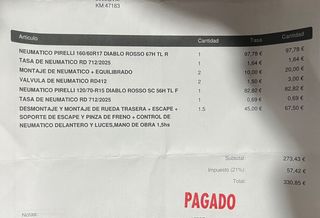 KM 47183
Artículo Cantidad Tasa Cantidad
NEUMATICO PIRELLI 160/60R17 DIABLO ROSSO 67H TL R 1 97,78 € 97,78 €
TASA DE NEUMATICO RD 712/2025 1 1,64 € 1,64 €
MONTAJE DE NEUMATICO + EQUILIBRADO 2 10,00 € 20,00 €
VALVULA DE NEUMATICO RD412 2 1,50 € 3,00 €
NEUMATICO PIRELLI 120/70-R15 DIABLO ROSSO SC 56H TL F 1 82,82 € 82,82 €
TASA DE NEUMATICO RD 712/2025 1 0,69 € 0,69 €
DESMONTAJE Y MONTAJE DE RUEDA TRASERA + ESCAPE + 1.5 45,00 € 67,50 €
SOPORTE DE ESCAPE Y PINZA DE FRENO + CONTROL DE
NEUMATICO DELANTERO Y LUCES,MANO DE OBRA 1,5hs
Subtotal: 273,43 €
Impuesto (21%) 57,42 €
Total: 330,85 €
PAGADO
Notas